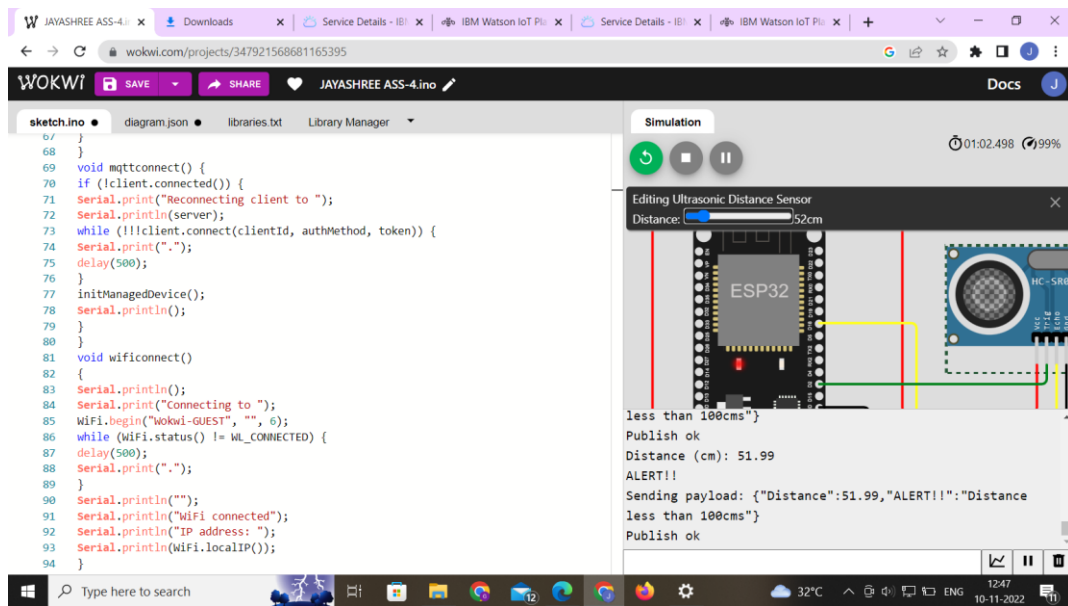 JAYASHREE ASS-4.ir
Downloads
Service Details - IBI
IBM Watson IoT Pla
Service Details - IBI
IBM Watson IoT Pla
wokwi.com/projects/347921568681165395
J
WOKWI
SAVE
SHARE
JAYASHREE ASS-4.ino
Docs
J
sketch.ino
diagram.json
libraries.txt
Library Manager
Simulation
67 }
68 }
69 void mqttconnect() {
70 if (!client.connected()) {
71 Serial.print("Reconnecting client to ");
72 Serial.println(server);
73 while (!!!client.connect(clientId, authMethod, token)) {
74 Serial.print(".");
75 delay(500);
76 }
77 initManagedDevice();
78 Serial.println();
79 }
80 }
81 void wificonnect()
82 {
83 Serial.println();
84 Serial.print("Connecting to ");
85 WiFi.begin("Wokwi-GUEST", "", 6);
86 while (WiFi.status() != WL_CONNECTED) {
87 delay(500);
88 Serial.print(".");
89 }
90 Serial.println("");
91 Serial.println("WiFi connected");
92 Serial.println("IP address: ");
93 Serial.println(WiFi.localIP());
94 }
01:02.498 99%
Editing Ultrasonic Distance Sensor
Distance: 52cm
ESP32
HC-SR0
Vcc
Trig
Echo
less than 100cms"}
Publish ok
Distance (cm): 51.99
ALERT!!
Sending payload: {"Distance":51.99,"ALERT!!":"Distance
less than 100cms"}
Publish ok
Type here to search
12
32°C
ENG
12:47
10-11-2022
11